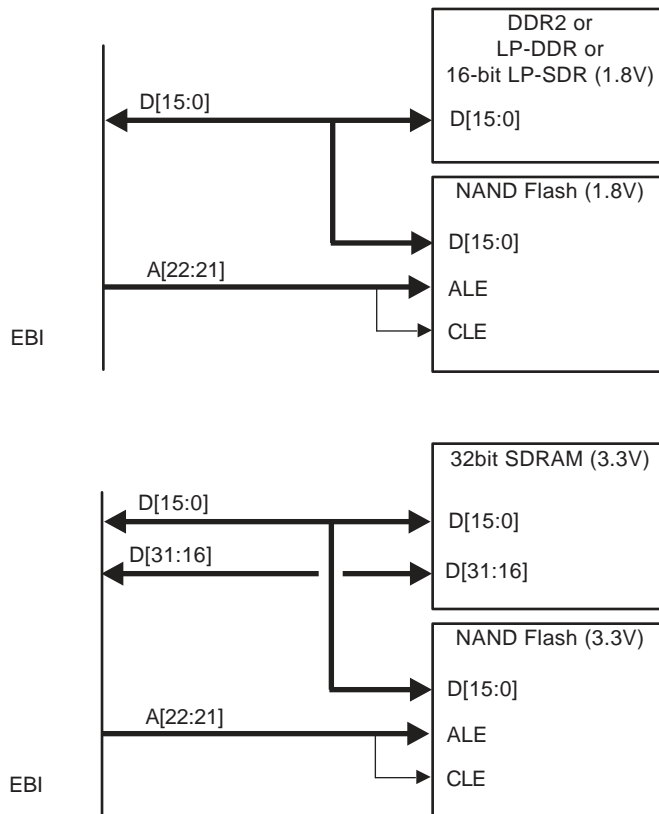 DDR2 or
LP-DDR or
16-bit LP-SDR (1.8V)
D[15:0]
D[15:0]
NAND Flash (1.8V)
D[15:0]
A[22:21]
ALE
EBI
CLE
32bit SDRAM (3.3V)
D[15:0]
D[15:0]
D[31:16]
D[31:16]
NAND Flash (3.3V)
D[15:0]
A[22:21]
ALE
EBI
CLE